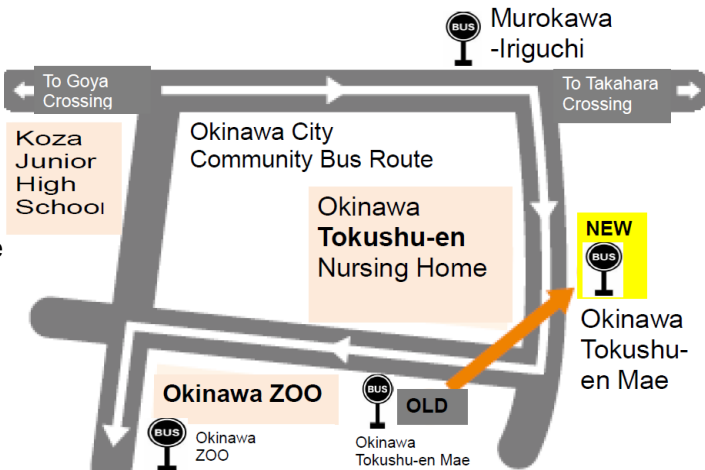 BUS
Murokawa
-Iriguchi
To Goya
Crossing
To Takahara
Crossing
Koza
Junior
High
School
Okinawa City
Community Bus Route
Okinawa
Tokushu-en
Nursing Home
e
NEW
BUS
Okinawa
Tokushu-
en Mae
Okinawa ZOO
BUS
OLD
BUS
Okinawa
ZOO
Okinawa
Tokushu-en Mae